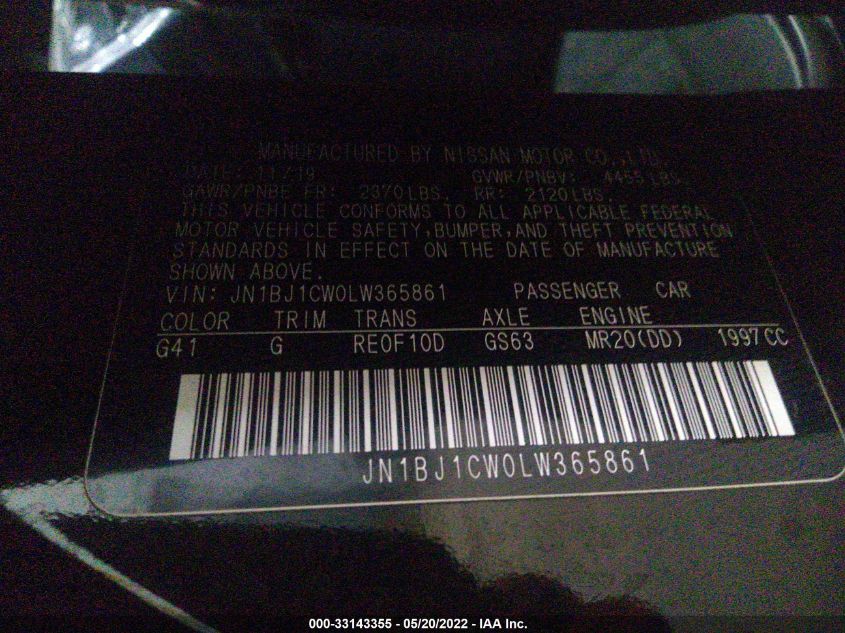 MANUFACTURED BY NISSAN MOTOR CO.,LTD.
DATE: 11/19 GVWR/PNBV: 4455 LBS.
GAWR/PNBE FR: 2370 LBS. RR: 2120 LBS.
THIS VEHICLE CONFORMS TO ALL APPLICABLE FEDERAL
MOTOR VEHICLE SAFETY, BUMPER, AND THEFT PREVENTION
STANDARDS IN EFFECT ON THE DATE OF MANUFACTURE
SHOWN ABOVE.
VIN: JN1BJ1CW0LW365861 PASSENGER CAR
COLOR TRIM TRANS AXLE ENGINE
G41 G RE0F10D GS63 MR20(DD) 1997CC
JN1BJ1CW0LW365861
000-33143355 - 05/20/2022 - IAA Inc.